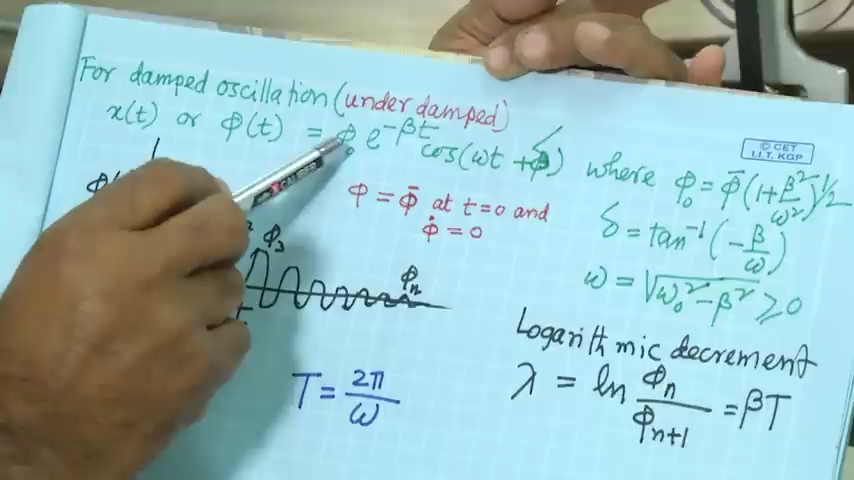 For damped oscillation (under damped)
x(t) or φ(t) = φ₀ e^-βt cos(ωt + δ) where φ₀ = φ̄ (1 + β²/ω²)^1/2
© CET
I.I.T. KGP
φ = φ̄ at t=0 and
φ̇ = 0
δ = tan⁻¹ (-β/ω)
ω = √(ω₀² - β²) ≥ 0
φ₃
φn
Logarithmic decrement
T = 2π/ω
λ = ln φn/φn+1 = βT